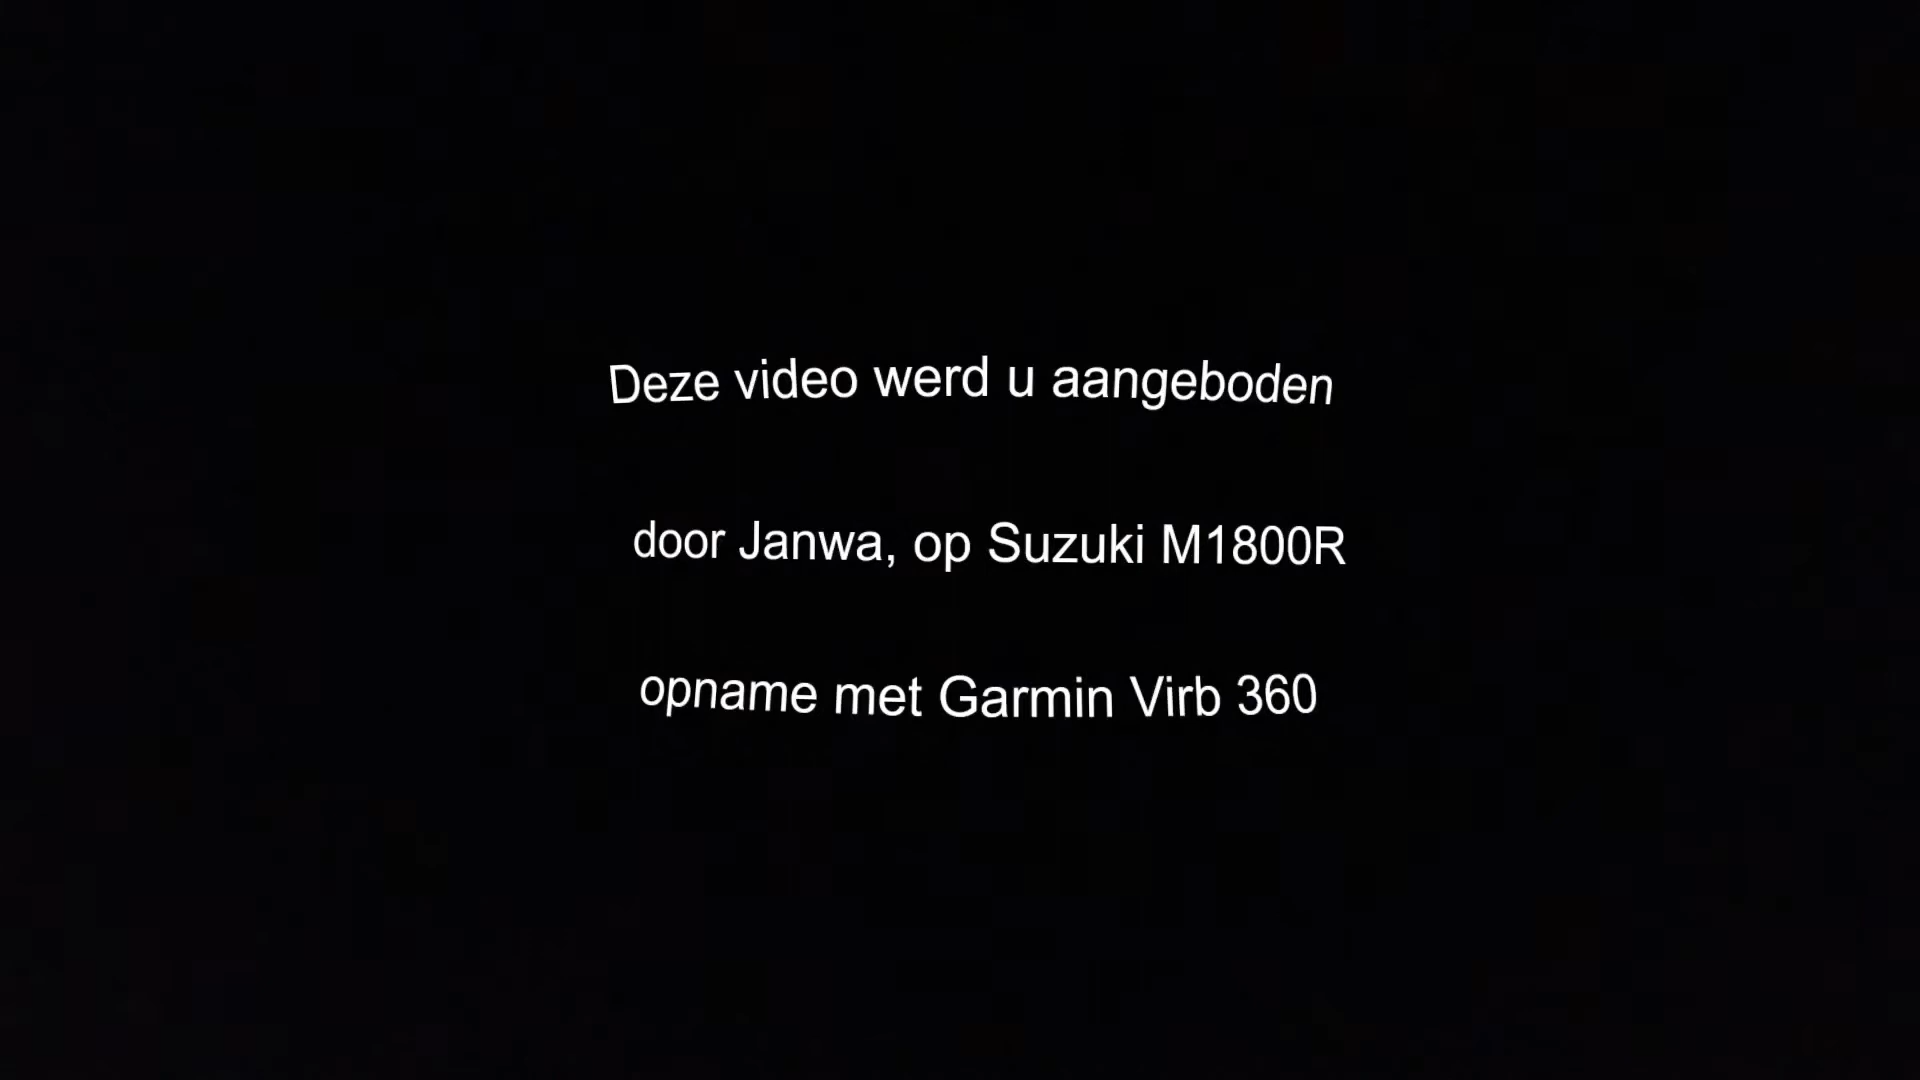 Deze video werd u aangeboden
door Janwa, op Suzuki M1800R
opname met Garmin Virb 360